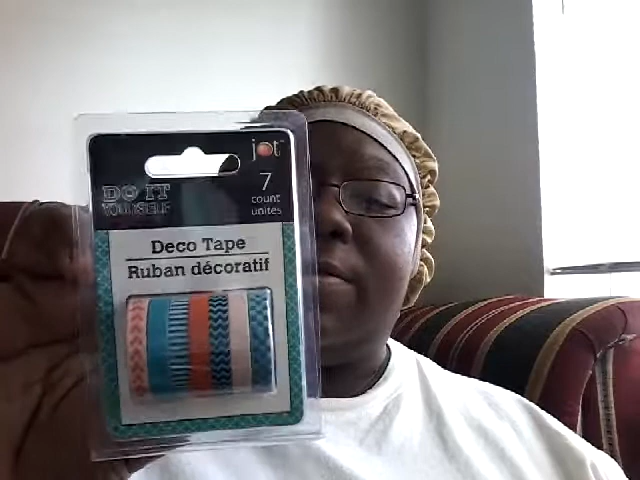 jot
DO IT
YOURSELF
7
count
unités
Deco Tape
Ruban décoratif